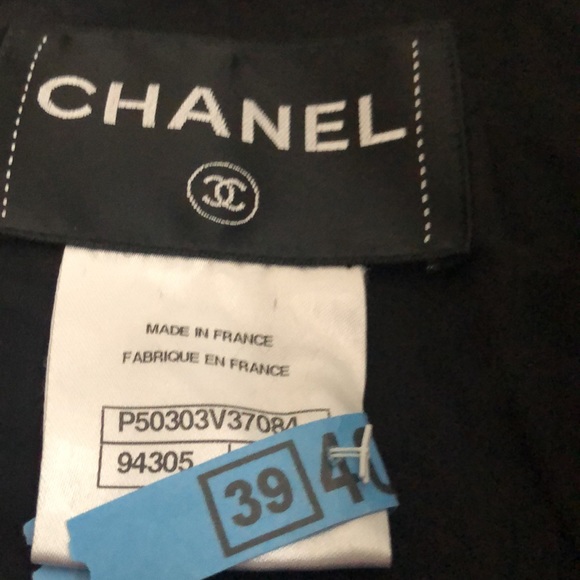 CHANEL
MADE IN FRANCE
FABRIQUE EN FRANCE
P50303V37084
94305
39